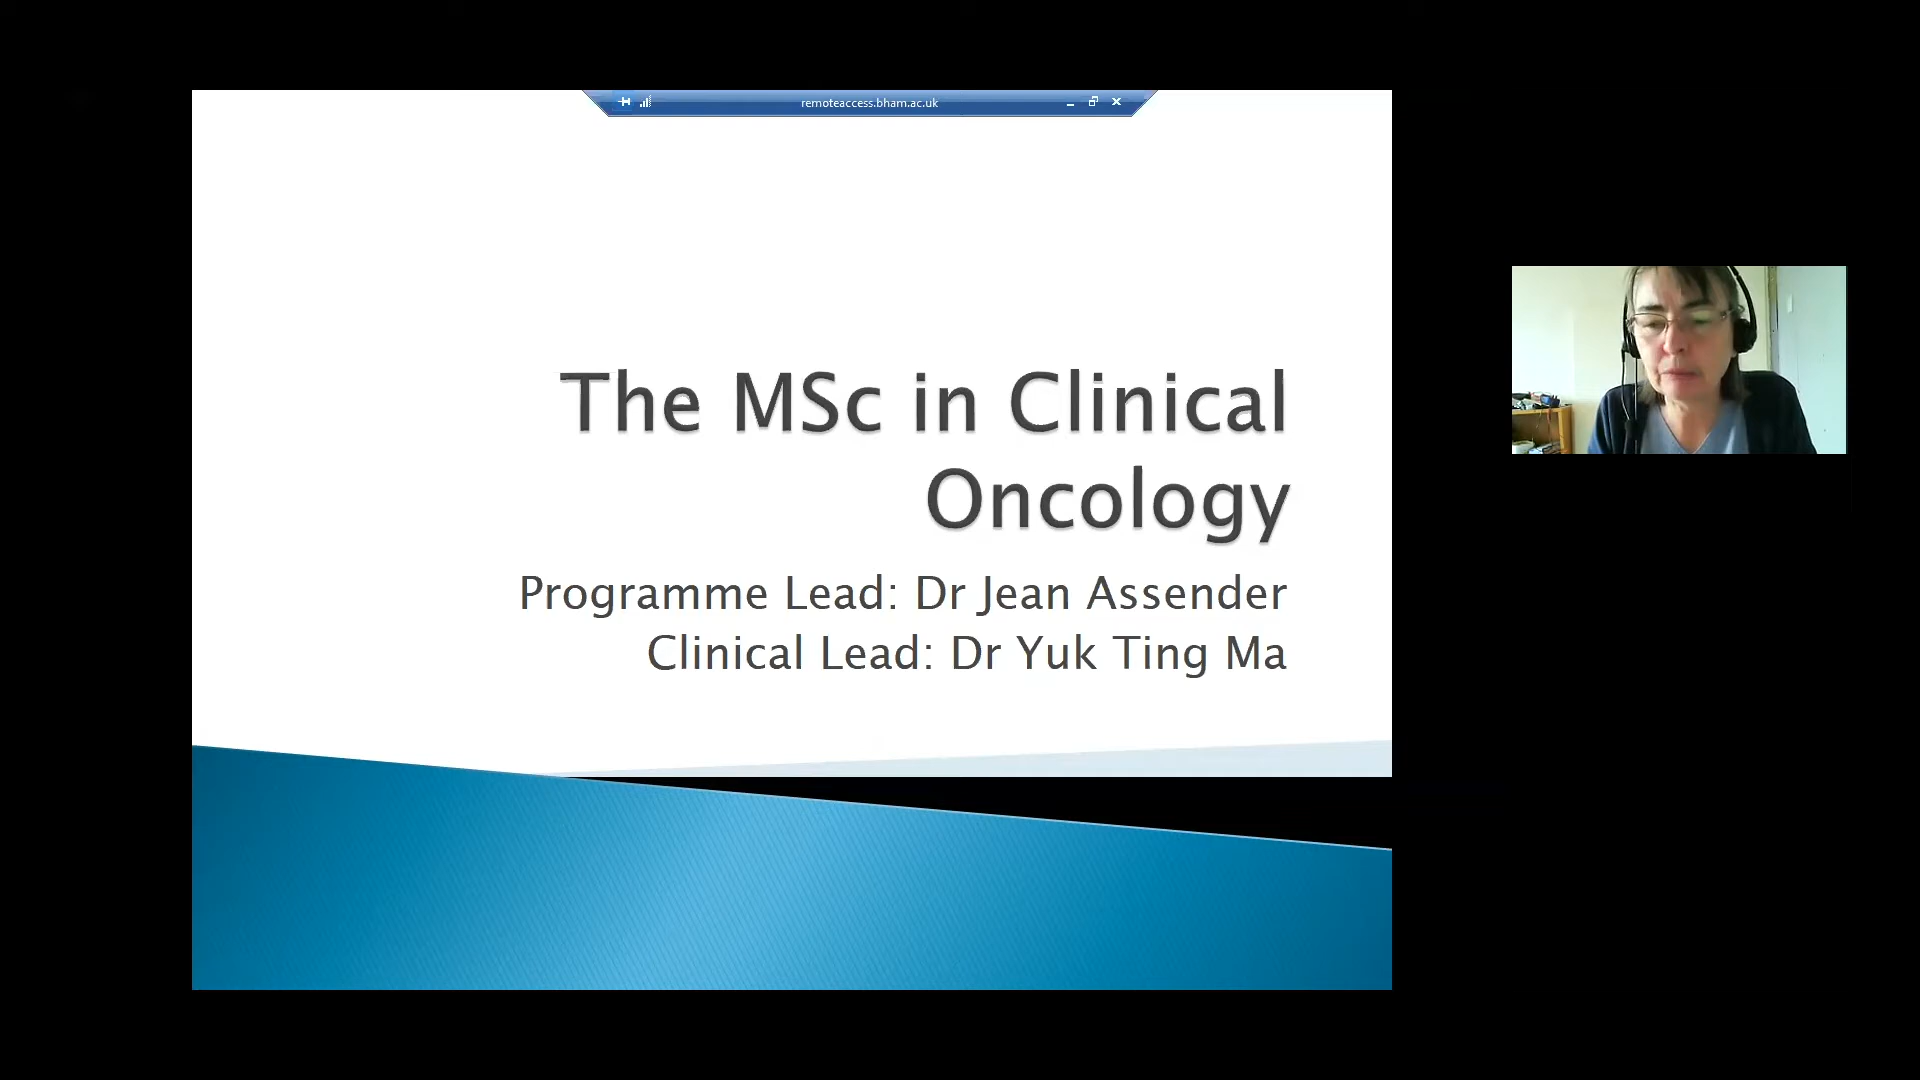 remoteaccess.bham.ac.uk
The MSc in Clinical
Oncology
Programme Lead: Dr Jean Assender
Clinical Lead: Dr Yuk Ting Ma